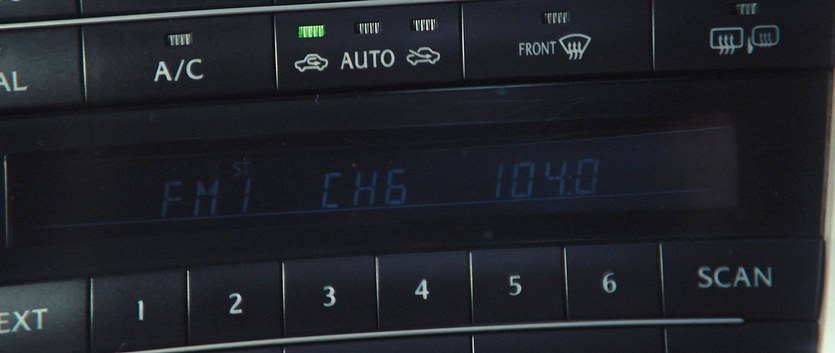 AL A/C AUTO FRONT
FM1 ST CH6 104.0
EXT 1 2 3 4 5 6 SCAN